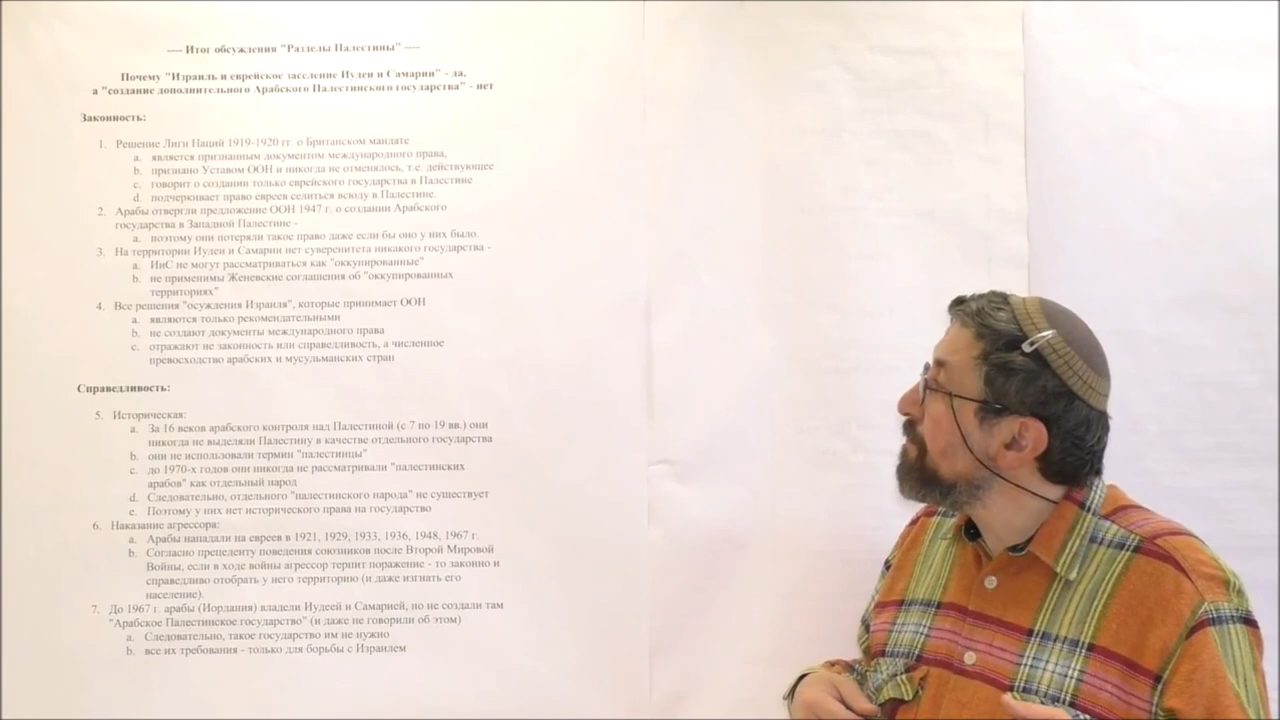 ---- Итог обсуждения "Разделы Палестины" ----
Почему "Израиль и еврейское заселение Иудеи и Самарии" - да,
а "создание дополнительного Арабского Палестинского государства" - нет
Законность:
1. Решение Лиги Наций 1919-1920 гг. о Британском мандате
a. является признанным документом международного права,
b. признано Уставом ООН и никогда не отменялось, т.е. действующее
c. говорит о создании только еврейского государства в Палестине
d. подчеркивает право евреев селиться всюду в Палестине.
2. Арабы отвергли предложение ООН 1947 г. о создании Арабского
государства в Западной Палестине -
a. поэтому они потеряли такое право даже если бы оно у них было.
3. На территории Иудеи и Самарии нет суверенитета никакого государства -
a. ИиС не могут рассматриваться как "оккупированные"
b. не применимы Женевские соглашения об "оккупированных
территориях"
4. Все решения "осуждения Израиля", которые принимает ООН
a. являются только рекомендательными
b. не создают документы международного права
c. отражают не законность или справедливость, а численное
превосходство арабских и мусульманских стран
Справедливость:
5. Историческая:
a. За 16 веков арабского контроля над Палестиной (с 7 по 19 вв.) они
никогда не выделяли Палестину в качестве отдельного государства
b. они не использовали термин "палестинцы"
c. до 1970-х годов они никогда не рассматривали "палестинских
арабов" как отдельный народ
d. Следовательно, отдельного "палестинского народа" не существует
e. Поэтому у них нет исторического права на государство
6. Наказание агрессора:
a. Арабы нападали на евреев в 1921, 1929, 1933, 1936, 1948, 1967 г.
b. Согласно прецеденту поведения союзников после Второй Мировой
Войны, если в ходе войны агрессор терпит поражение - то законно и
справедливо отобрать у него территорию (и даже изгнать его
население).
7. До 1967 г. арабы (Иордания) владели Иудеей и Самарией, но не создали там
"Арабское Палестинское государство" (и даже не говорили об этом)
a. Следовательно, такое государство им не нужно
b. все их требования - только для борьбы с Израилем